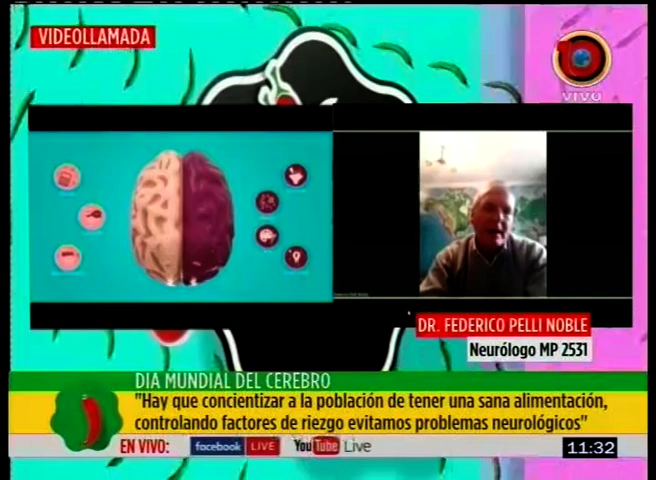 VIDEOLLAMADA
VIVO
DR. FEDERICO PELLI NOBLE
Neurólogo MP 2531
DIA MUNDIAL DEL CEREBRO
"Hay que concientizar a la población de tener una sana alimentación,
controlando factores de riezgo evitamos problemas neurológicos"
EN VIVO: facebook LIVE YouTube Live
11:32